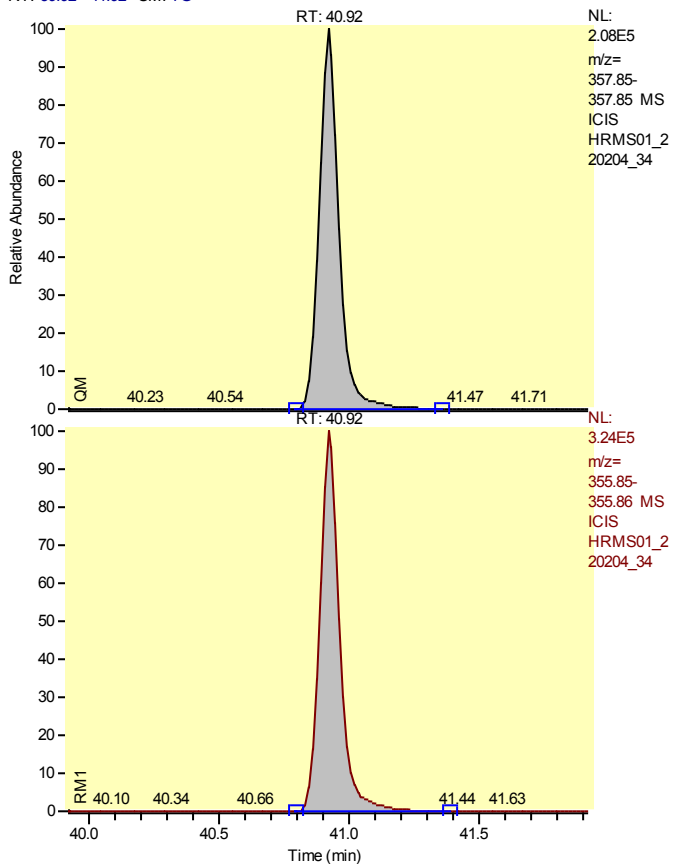 RT: 40.92
NL:
2.08E5
m/z=
357.85-
357.85 MS
ICIS
HRMS01_2
20204_34
100
90
80
70
60
50
40
30
20
10
0
Relative Abundance
QM
40.23 40.54 41.47 41.71
RT: 40.92
NL:
3.24E5
m/z=
355.85-
355.86 MS
ICIS
HRMS01_2
20204_34
100
90
80
70
60
50
40
30
20
10
0
RM1
40.10 40.34 40.66 41.44 41.63
40.0 40.5 41.0 41.5
Time (min)